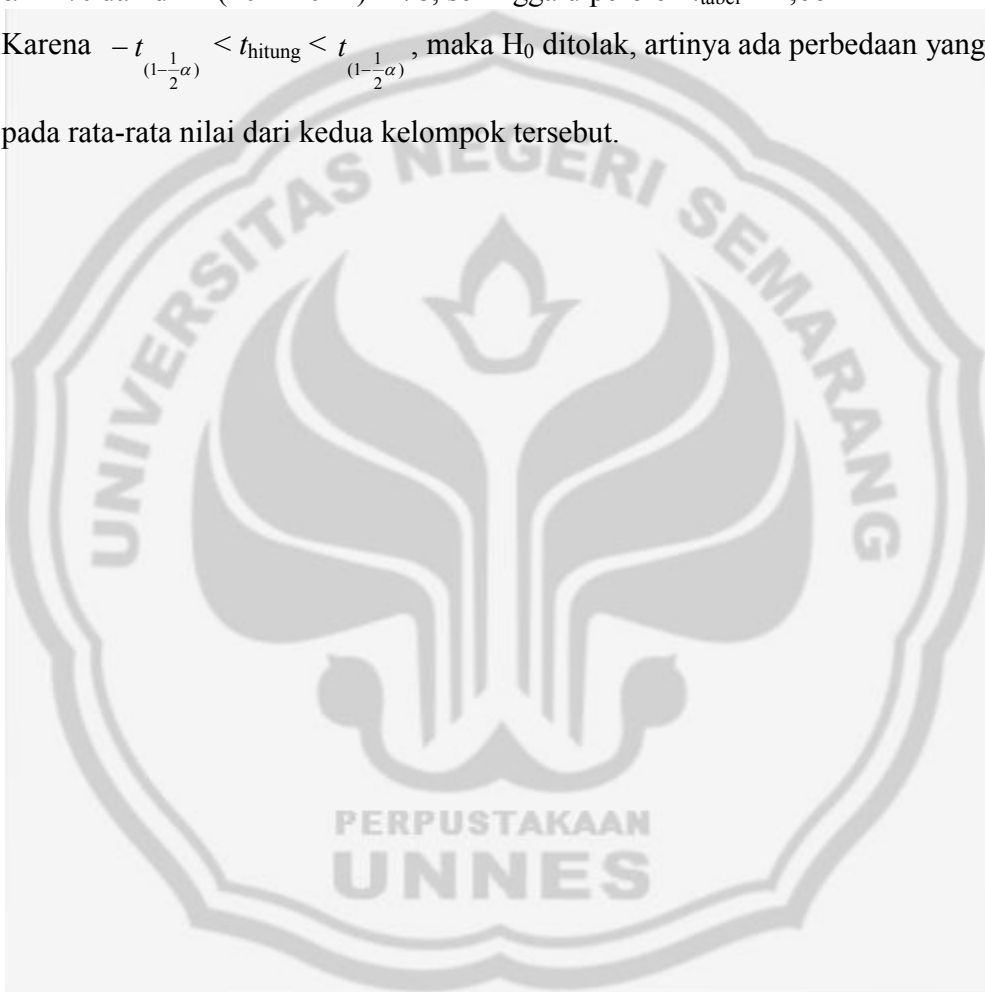 Karena −t(1−½α) < thitung < t(1−½α), maka H0 ditolak, artinya ada perbedaan yang
pada rata-rata nilai dari kedua kelompok tersebut.
UNIVERSITAS NEGERI SEMARANG
PERPUSTAKAAN
UNNES